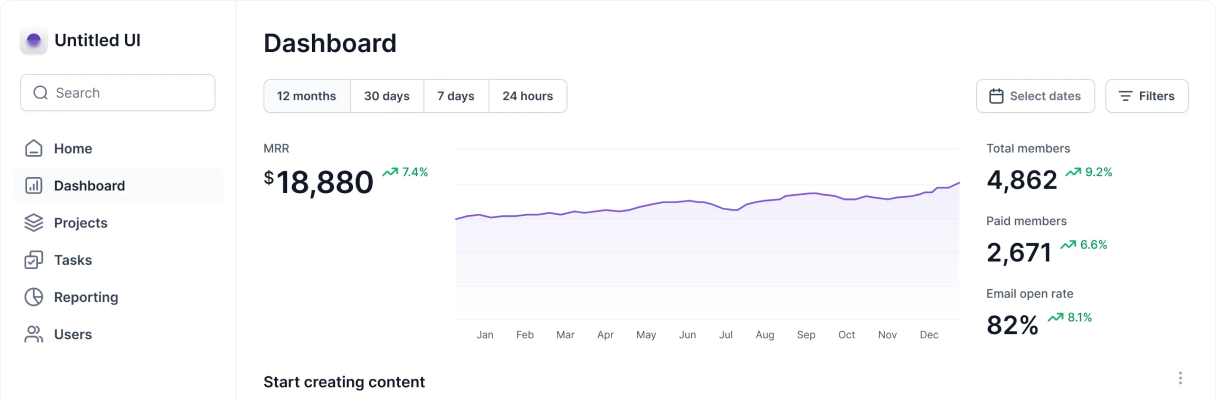 Untitled UI
Search
Home
Dashboard
Projects
Tasks
Reporting
Users
Dashboard
12 months 30 days 7 days 24 hours
Select dates Filters
MRR
$18,880 7.4%
Jan Feb Mar Apr May Jun Jul Aug Sep Oct Nov Dec
Total members
4,862 9.2%
Paid members
2,671 6.6%
Email open rate
82% 8.1%
Start creating content